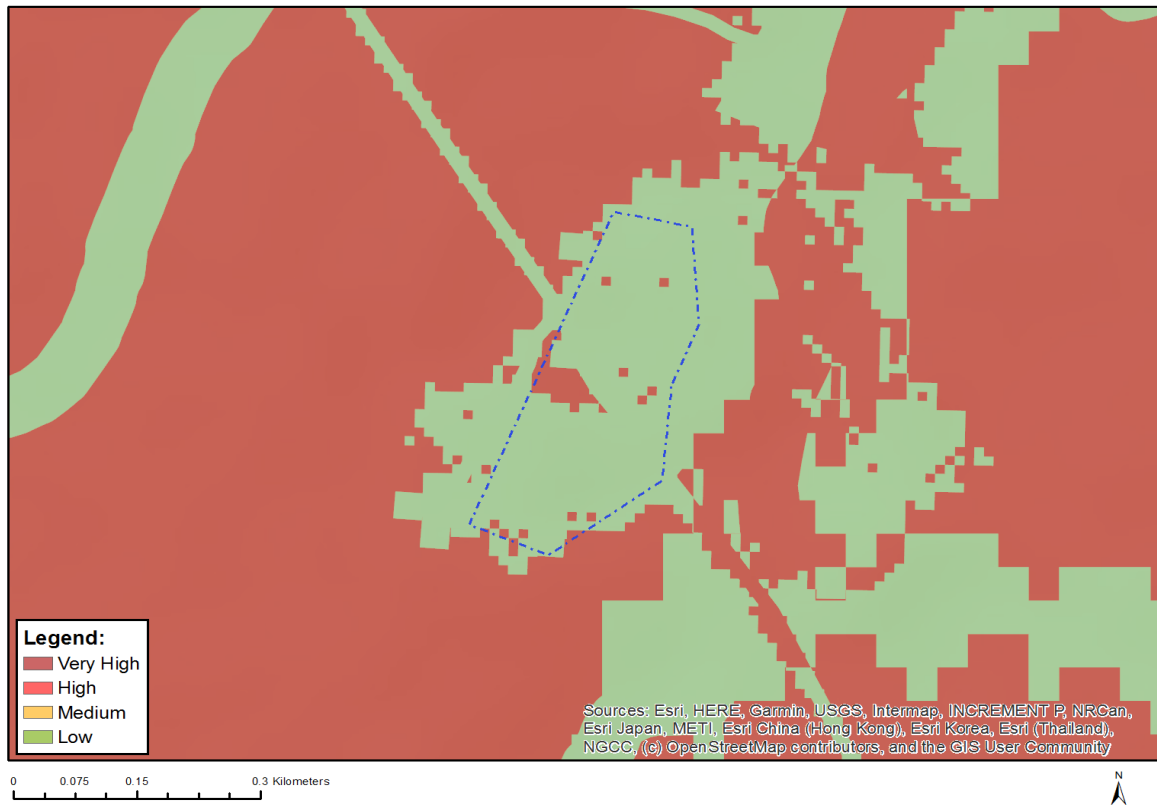 Legend:
Very High
High
Medium
Low
Sources: Esri, HERE, Garmin, USGS, Intermap, INCREMENT P, NRCan,
Esri Japan, METI, Esri China (Hong Kong), Esri Korea, Esri (Thailand),
NGCC, (c) OpenStreetMap contributors, and the GIS User Community
0 0.075 0.15 0.3 Kilometers
N